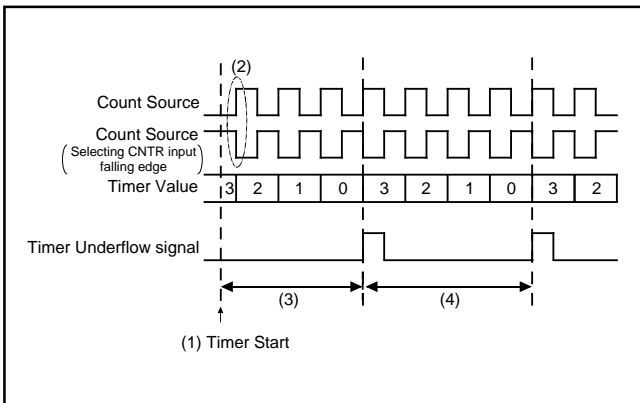 (2)
Count Source
Count Source
(Selecting CNTR input
falling edge)
Timer Value 3 2 1 0 3 2 1 0 3 2
Timer Underflow signal
(3) (4)
(1) Timer Start